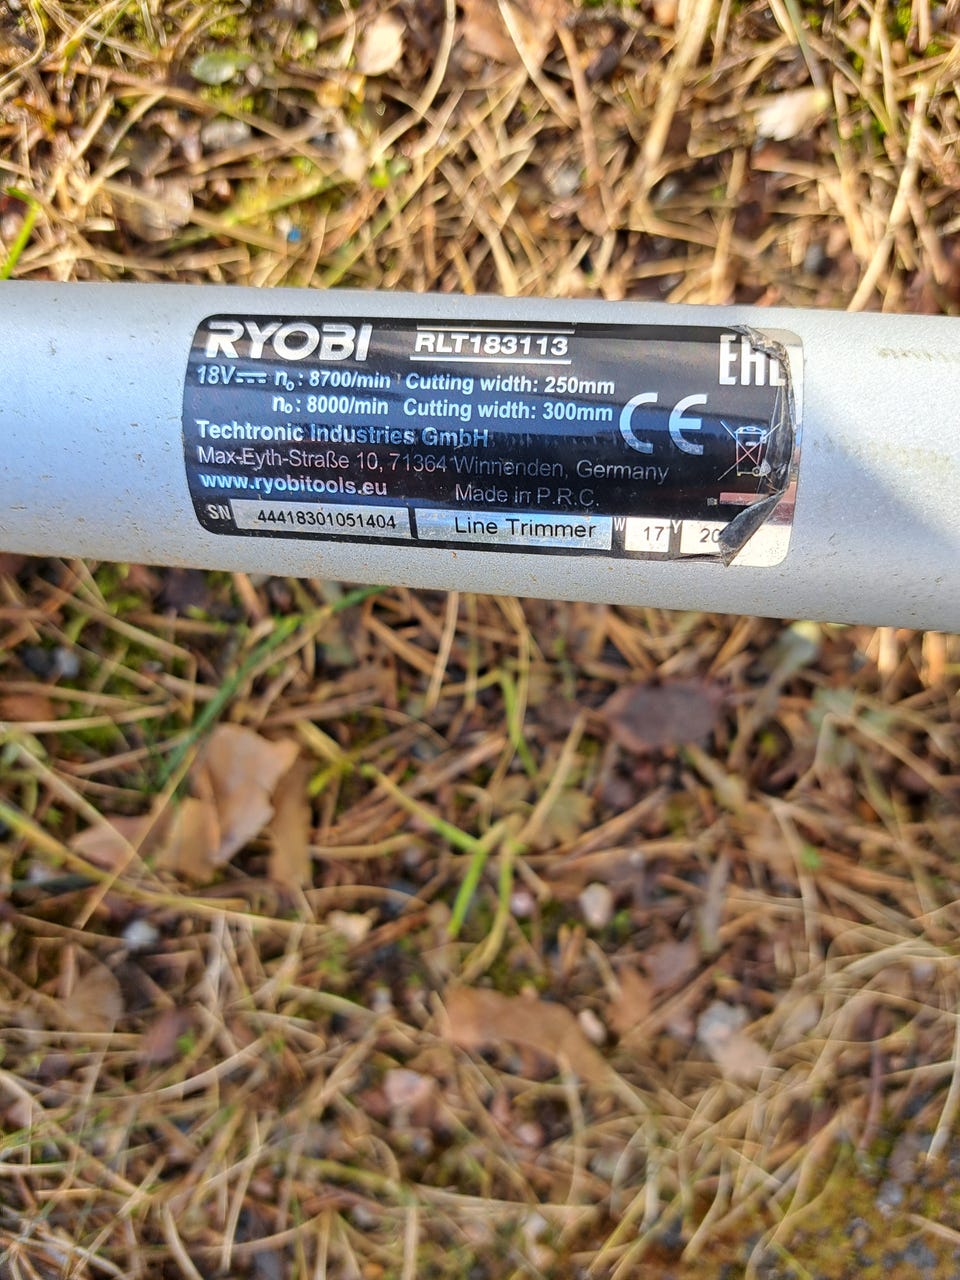 RYOBI RLT183113
18V n₀: 8700/min Cutting width: 250mm
n₀: 8000/min Cutting width: 300mm
Techtronic Industries GmbH
Max-Eyth-Straße 10, 71364 Winnenden, Germany
www.ryobitools.eu Made in P.R.C.
CE
SN 44418301051404 Line Trimmer W 17 Y 20